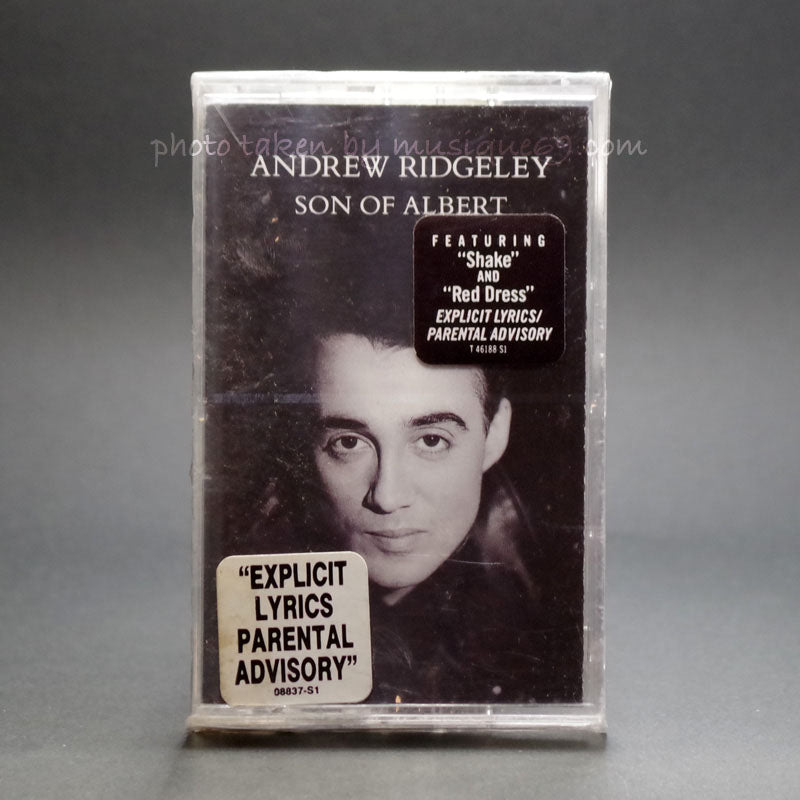 photo taken by musique69.com
ANDREW RIDGELEY
SON OF ALBERT
FEATURING
"Shake"
AND
"Red Dress"
EXPLICIT LYRICS/
PARENTAL ADVISORY
T 46188 S1
"EXPLICIT
LYRICS
PARENTAL
ADVISORY"
08837-S1